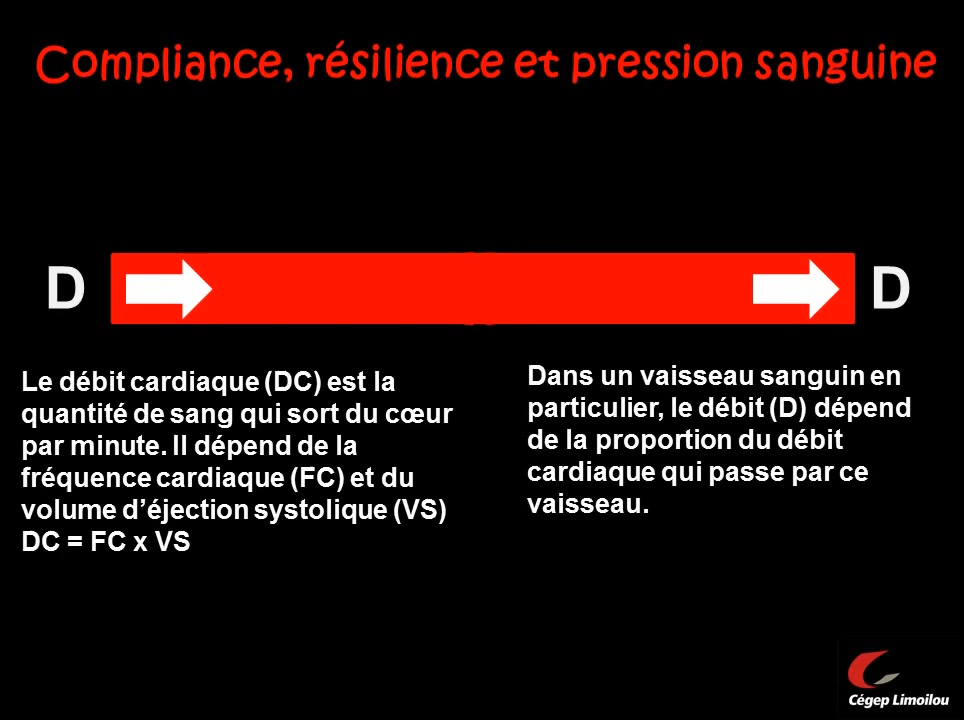 Compliance, résilience et pression sanguine
D
D
Le débit cardiaque (DC) est la
quantité de sang qui sort du cœur
par minute. Il dépend de la
fréquence cardiaque (FC) et du
volume d’éjection systolique (VS)
DC = FC x VS
Dans un vaisseau sanguin en
particulier, le débit (D) dépend
de la proportion du débit
cardiaque qui passe par ce
vaisseau.
Cégep Limoilou